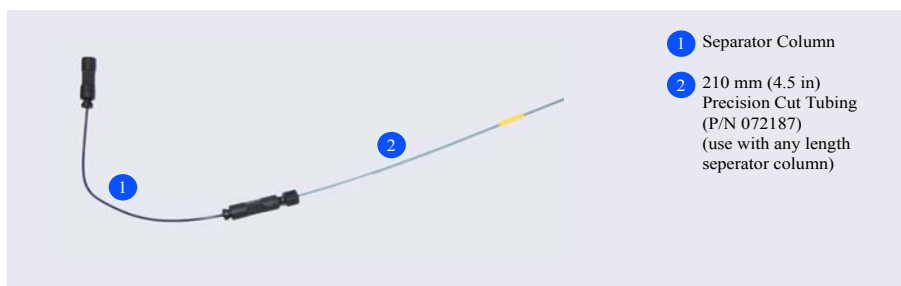 1 Separator Column
2 210 mm (4.5 in)
Precision Cut Tubing
(P/N 072187)
(use with any length
seperator column)
2
1